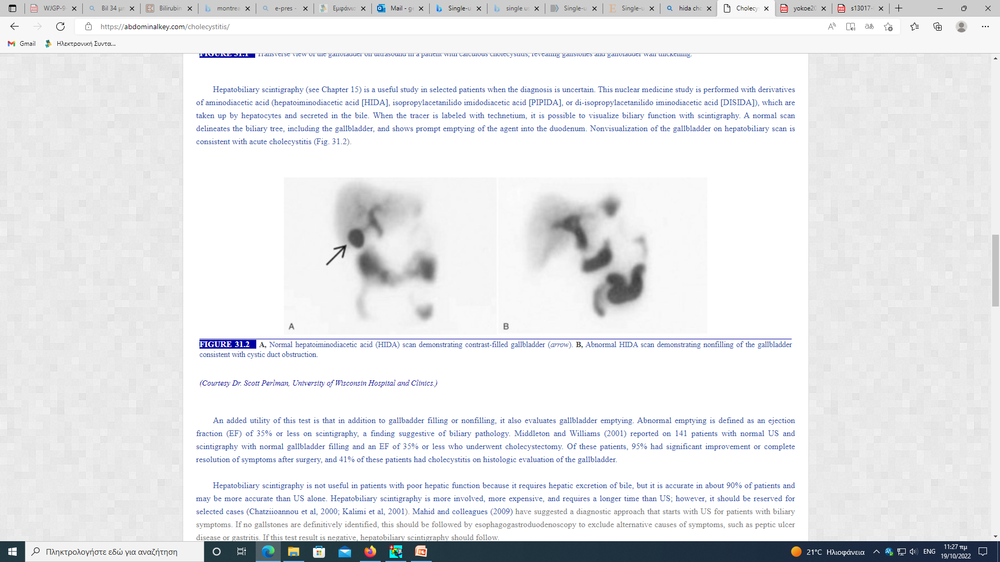 WJGP-9-
Bil 34 μm
Bilirubin
montrea
e-pres -
Εμφάνισ
Mail - ge
Single-u
single us
Single-u
Single-u
hida cho
Cholecys
yokoe20
s13017-
https://abdominalkey.com/cholecystitis/
Gmail
Ηλεκτρονική Συντα...
FIGURE 31.1 Transverse view of the gallbladder on ultrasound in a patient with calculous cholecystitis, revealing gallstones and gallbladder wall thickening.
Hepatobiliary scintigraphy (see Chapter 15) is a useful study in selected patients when the diagnosis is uncertain. This nuclear medicine study is performed with derivatives
of aminodiacetic acid (hepatoiminodiacetic acid [HIDA], isopropylacetanilido imidodiacetic acid [PIPIDA], or di-isopropylacetanilido iminodiacetic acid [DISIDA]), which are
taken up by hepatocytes and secreted in the bile. When the tracer is labeled with technetium, it is possible to visualize biliary function with scintigraphy. A normal scan
delineates the biliary tree, including the gallbladder, and shows prompt emptying of the agent into the duodenum. Nonvisualization of the gallbladder on hepatobiliary scan is
consistent with acute cholecystitis (Fig. 31.2).
A
B
FIGURE 31.2 A, Normal hepatoiminodiacetic acid (HIDA) scan demonstrating contrast-filled gallbladder (arrow). B, Abnormal HIDA scan demonstrating nonfilling of the gallbladder
consistent with cystic duct obstruction.
(Courtesy Dr. Scott Perlman, University of Wisconsin Hospital and Clinics.)
An added utility of this test is that in addition to gallbadder filling or nonfilling, it also evaluates gallbladder emptying. Abnormal emptying is defined as an ejection
fraction (EF) of 35% or less on scintigraphy, a finding suggestive of biliary pathology. Middleton and Williams (2001) reported on 141 patients with normal US and
scintigraphy with normal gallbladder filling and an EF of 35% or less who underwent cholecystectomy. Of these patients, 95% had significant improvement or complete
resolution of symptoms after surgery, and 41% of these patients had cholecystitis on histologic evaluation of the gallbladder.
Hepatobiliary scintigraphy is not useful in patients with poor hepatic function because it requires hepatic excretion of bile, but it is accurate in about 90% of patients and
may be more accurate than US alone. Hepatobiliary scintigraphy is more involved, more expensive, and requires a longer time than US; however, it should be reserved for
selected cases (Chatziioannou et al, 2000; Kalimi et al, 2001). Mahid and colleagues (2009) have suggested a diagnostic approach that starts with US for patients with biliary
symptoms. If no gallstones are definitively identified, this should be followed by esophagogastroduodenoscopy to exclude alternative causes of symptoms, such as peptic ulcer
disease or gastritis. If this test result is negative, hepatobiliary scintigraphy should follow.
Πληκτρολογήστε εδώ για αναζήτηση
21°C Ηλιοφάνεια
ENG
11:27 πμ
19/10/2022